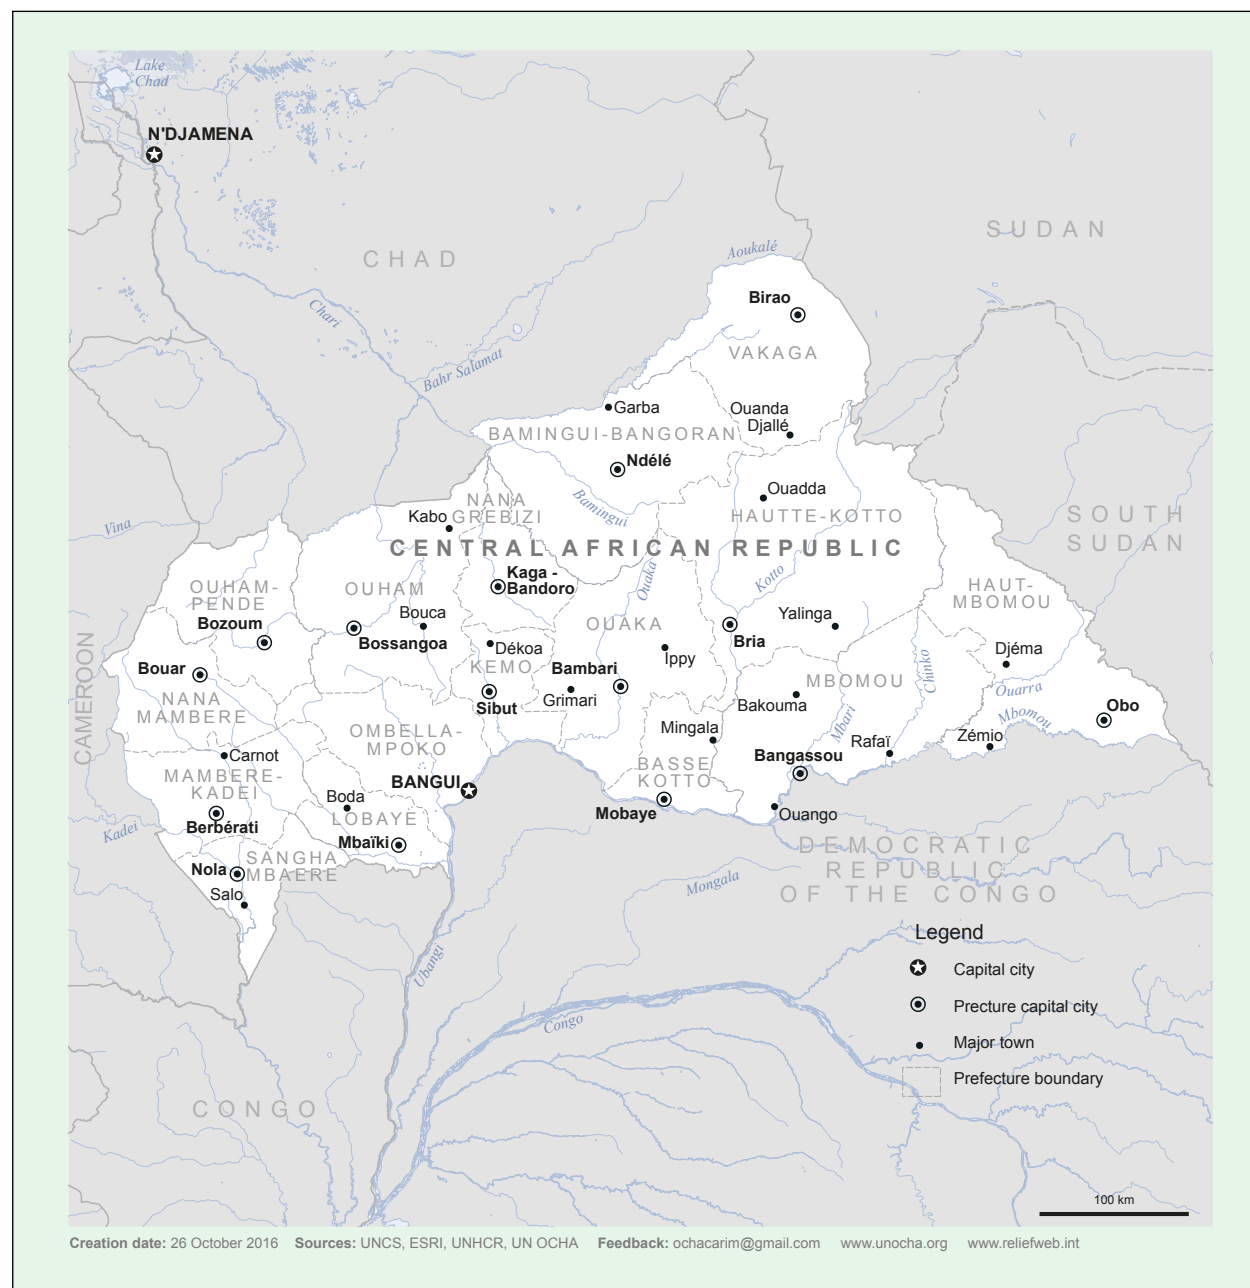 Lake
Chad
N'DJAMENA
CHAD
SUDAN
Aoukalé
Birao
Chari
VAKAGA
Bahr Salamat
Garba
Ouanda
Djallé
BAMINGUI-BANGORAN
Ndélé
Ouadda
NANA
GREBIZI
Bamingui
HAUTTE-KOTTO
Kabo
Vina
SOUTH
SUDAN
CENTRAL AFRICAN REPUBLIC
Kaga -
Bandoro
Ouaka
Kotto
OUHAM-
PENDE
OUHAM
HAUT-
MBOMOU
Bouca
Yalinga
OUAKA
Bozoum
Bossangoa
Bria
Dékoa
Ippy
Djéma
CAMEROON
Bouar
KEMO
Bambari
MBOMOU
Chinko
Ouarra
NANA
MAMBERE
Sibut
Grimari
Bakouma
Mbari
Mbomou
Obo
OMBELLA-
MPOKO
Mingala
Rafaï
Zémio
Carnot
BASSE
KOTTO
Bangassou
MAMBERE-
KADEI
BANGUI
Boda
LOBAYE
Mobaye
Ouango
Kadei
Berbérati
Mbaïki
SANGHA
MBAERE
Nola
Salo
DEMOCRATIC
REPUBLIC
OF THE CONGO
Mongala
Ubangi
Congo
CONGO
Legend
Capital city
Precture capital city
Major town
Prefecture boundary
100 km
Creation date: 26 October 2016 Sources: UNCS, ESRI, UNHCR, UN OCHA Feedback: ochacarim@gmail.com www.unocha.org www.reliefweb.int